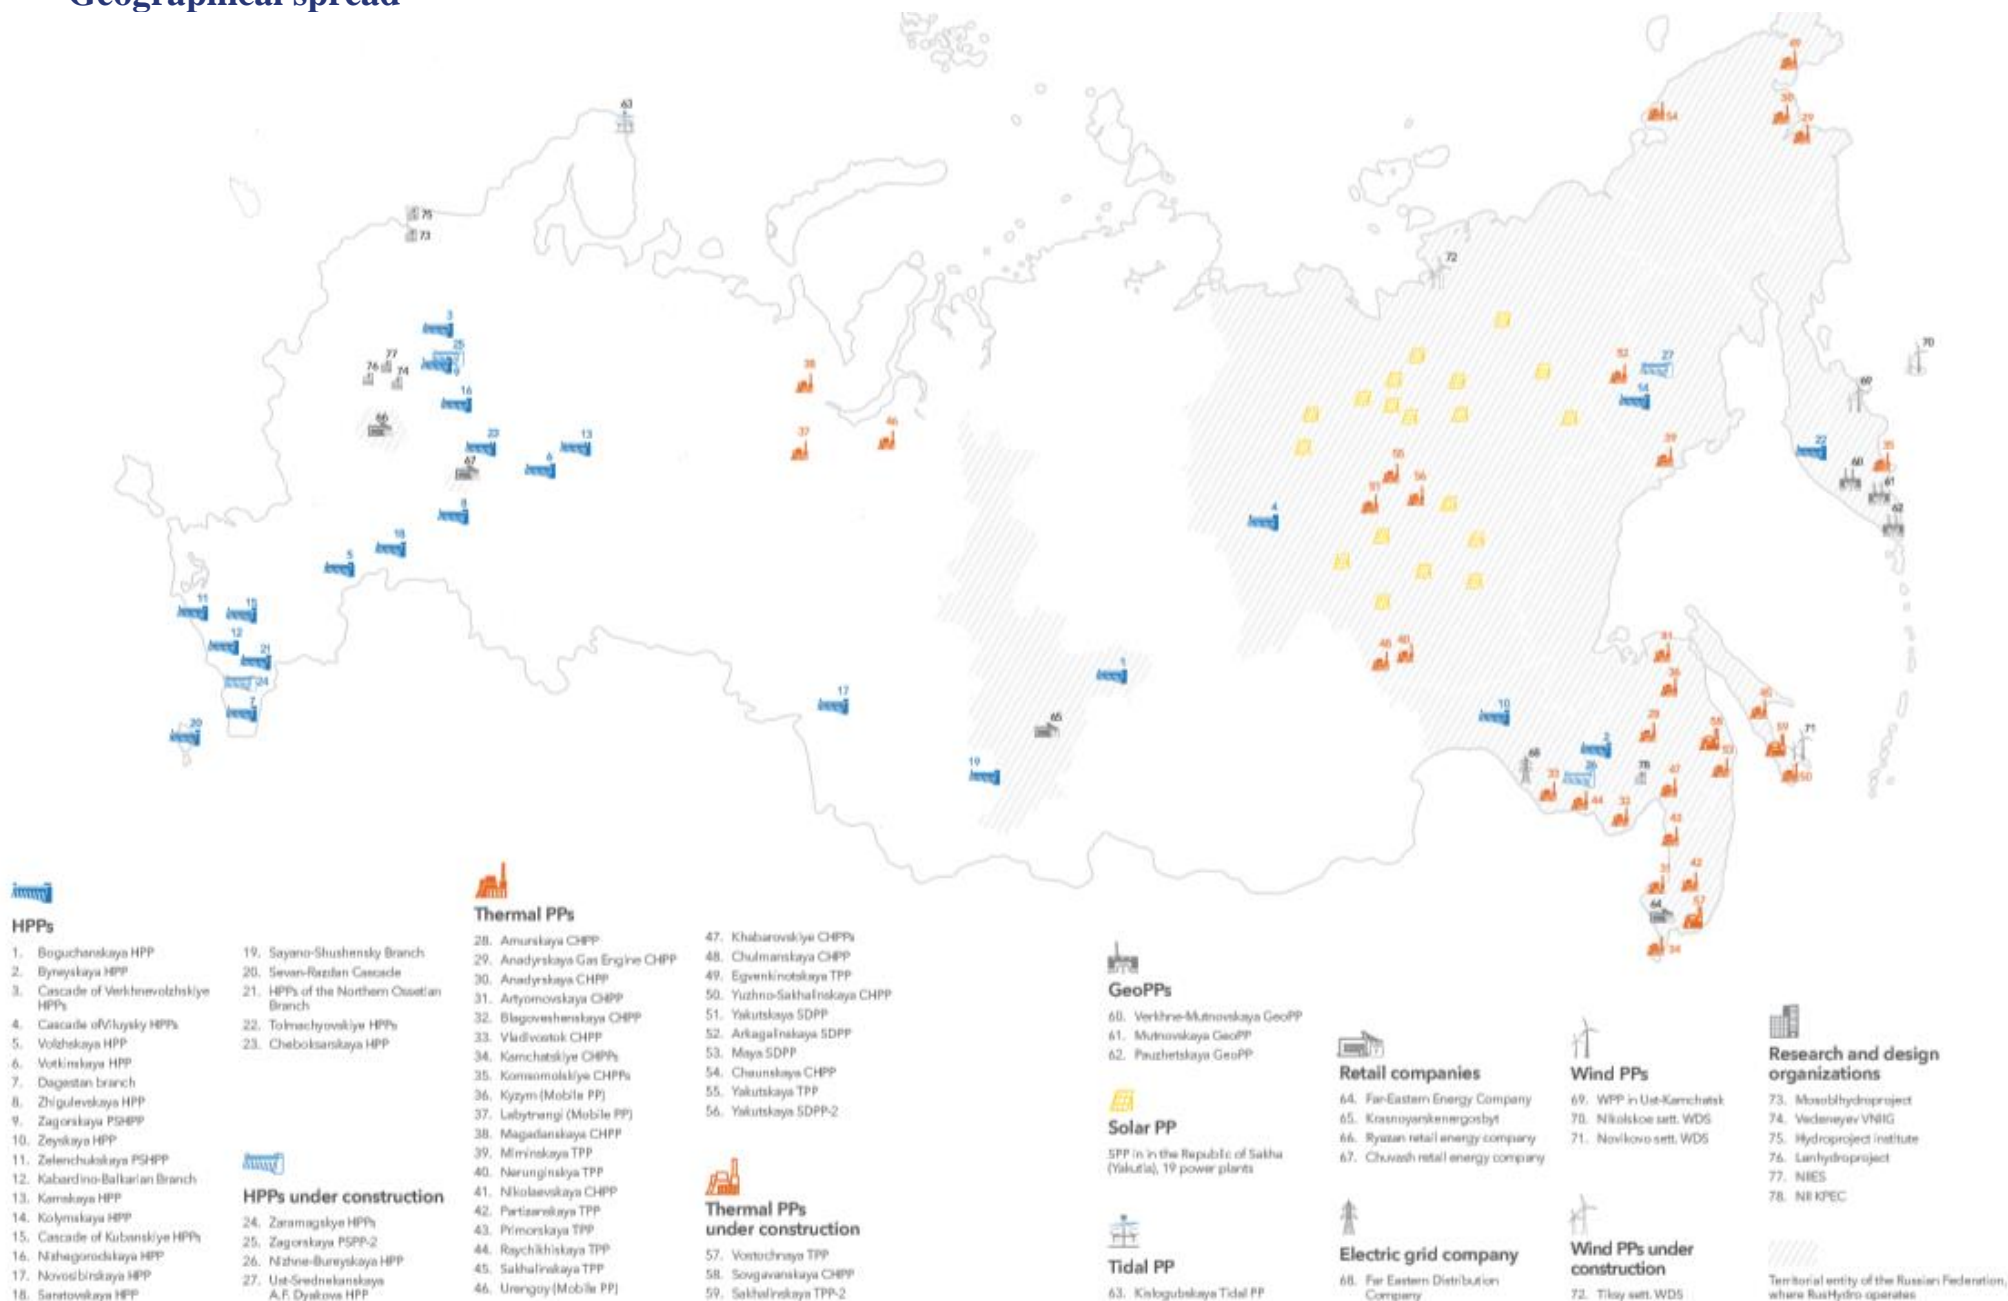 Geographical spread
HPPs
1. Boguchanskaya HPP
2. Byreyskaya HPP
3. Cascade of Verkhnevolzhskiye
HPPs
4. Cascade of Viluysky HPPs
5. Volzhskaya HPP
6. Votkinskaya HPP
7. Dagestan branch
8. Zhigulevskaya HPP
9. Zagorskaya PSHPP
10. Zeyskaya HPP
11. Zelenchukskaya PSHPP
12. Kabardino-Balkarian Branch
13. Kamskaya HPP
14. Kolymskaya HPP
15. Cascade of Kubanskiye HPPs
16. Nizhegorodskaya HPP
17. Novosibirskaya HPP
18. Saratovskaya HPP
19. Sayano-Shushensky Branch
20. Sevan-Razdan Cascade
21. HPPs of the Northern Ossetian
Branch
22. Tolmachyovskiye HPPs
23. Cheboksarskaya HPP
HPPs under construction
24. Zaramagskye HPPs
25. Zagorskaya PSPP-2
26. Nizhne-Bureyskaya HPP
27. Ust-Srednekanskaya
A.F. Dyakova HPP
Thermal PPs
28. Amurskaya CHPP
29. Anadyrskaya Gas Engine CHPP
30. Anadyrskaya CHPP
31. Artyomovskaya CHPP
32. Blagoveshenskaya CHPP
33. Vladivostok CHPP
34. Kamchatskiye CHPPs
35. Komsomolskiye CHPPs
36. Kyzym (Mobile PP)
37. Labytnangi (Mobile PP)
38. Magadanskaya CHPP
39. Miminskaya TPP
40. Nerunginskya TPP
41. Nikolaevskaya CHPP
42. Partizanskaya TPP
43. Primorskaya TPP
44. Raychikhiskaya TPP
45. Sakhalinskaya TPP
46. Urengoy (Mobile PP)
47. Khabarovskiye CHPPs
48. Chulmanskaya CHPP
49. Egvenkinotskaya TPP
50. Yuzhno-Sakhalinskaya CHPP
51. Yakutskaya SDPP
52. Arkagalinskaya SDPP
53. Maya SDPP
54. Chaunskaya CHPP
55. Yakutskaya TPP
56. Yakutskaya SDPP-2
Thermal PPs
under construction
57. Vostochnaya TPP
58. Sovgavanskaya CHPP
59. Sakhalinskaya TPP-2
GeoPPs
60. Verkhne-Mutnovskaya GeoPP
61. Mutnovskaya GeoPP
62. Pauzhetskaya GeoPP
Solar PP
SPP in in the Republic of Sakha
(Yakutia), 19 power plants
Tidal PP
63. Kislogubskaya Tidal PP
Retail companies
64. Far-Eastern Energy Company
65. Krasnoyarskenergosbyt
66. Ryazan retail energy company
67. Chuvash retail energy company
Electric grid company
68. Far Eastern Distribution
Company
Wind PPs
69. WPP in Ust-Kamchatsk
70. Nikolskoe sett. WDS
71. Novikovo sett. WDS
Wind PPs under
construction
72. Tiksy sett. WDS
Research and design
organizations
73. Mosoblhydroproject
74. Vedeneyev VNIIG
75. Hydroproject institute
76. Lenhydroproject
77. NIIES
78. NII KPEC
Territorial entity of the Russian Federation,
where RusHydro operates